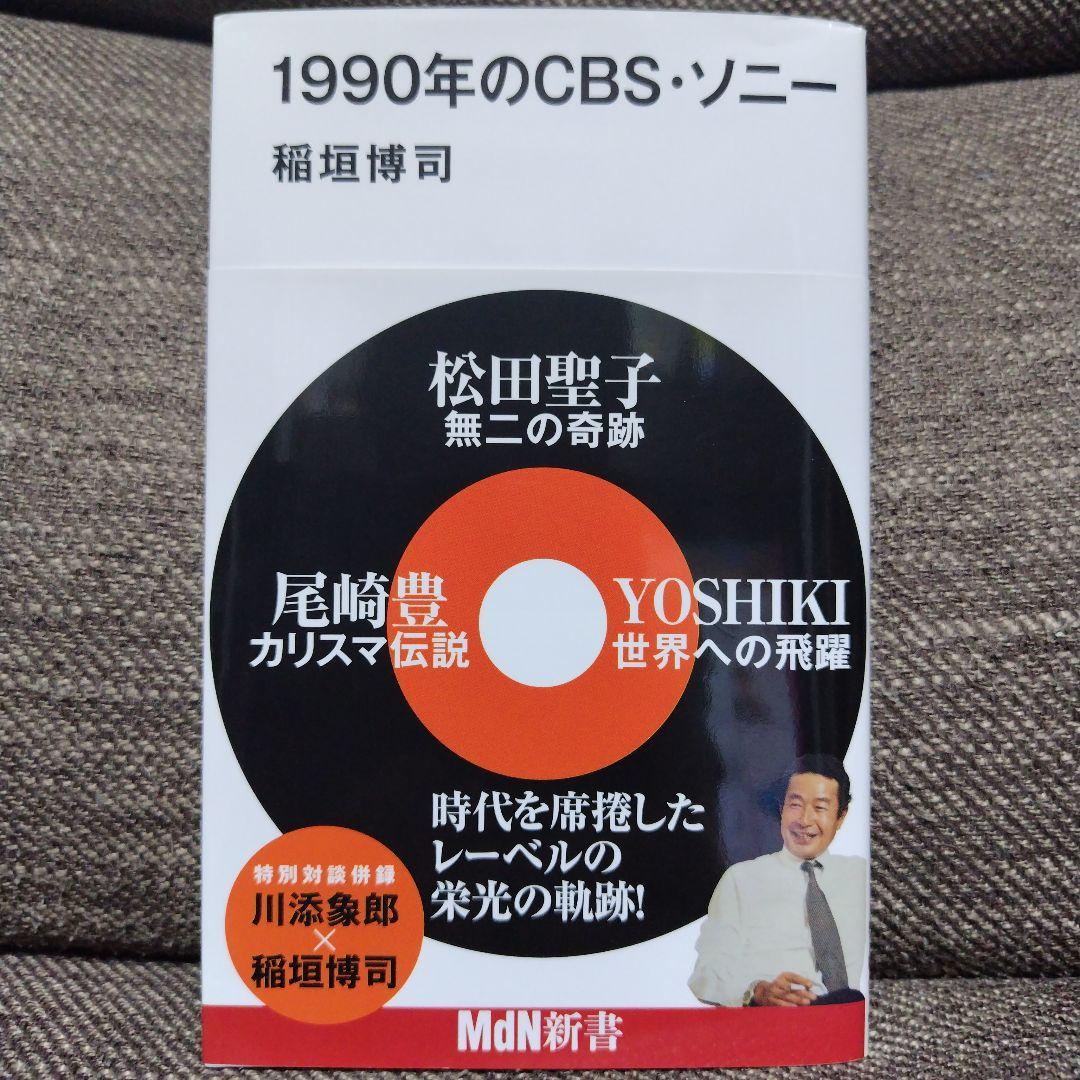 1990年のCBS・ソニー
稲垣博司
松田聖子
無二の奇跡
尾崎豊
カリスマ伝説
YOSHIKI
世界への飛躍
時代を席捲した
レーベルの
栄光の軌跡!
特別対談併録
川添象郎
×
稲垣博司
MdN新書